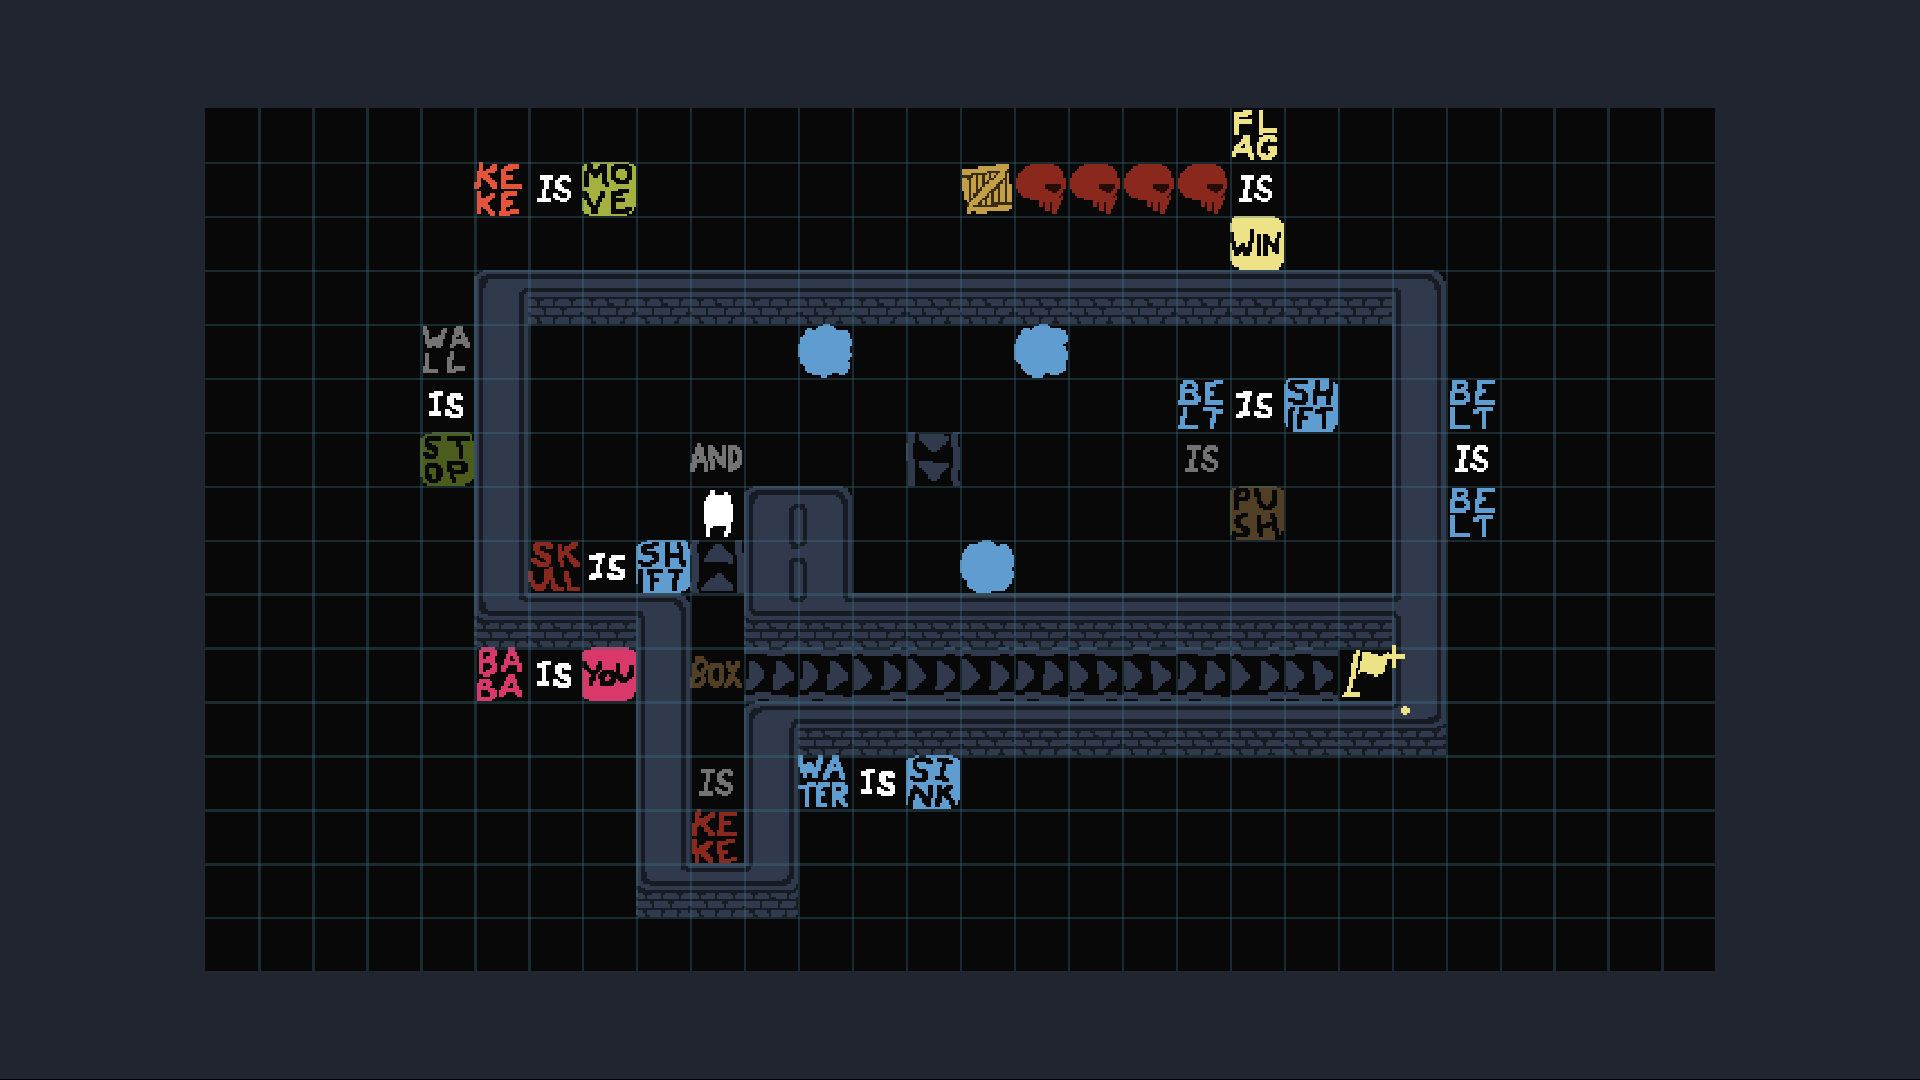 FLAG
KEKE IS MOVE
IS
WIN
WALL
IS
BELT IS SHIFT
BELT
STOP
AND
IS
IS
PUSH
BELT
SKULL IS SHIFT
BABA IS YOU
BOX
IS
WATER IS SINK
KEKE